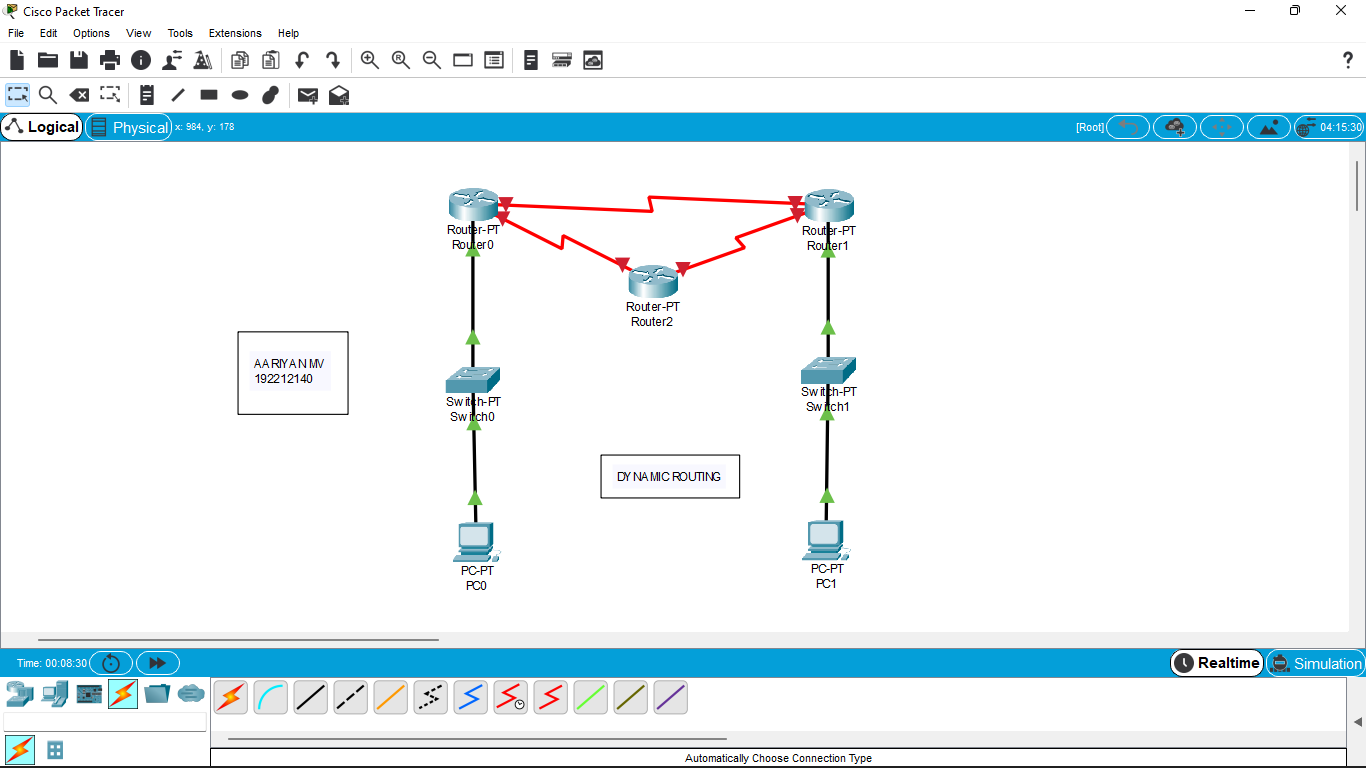 Cisco Packet Tracer
File Edit Options View Tools Extensions Help
?
Logical Physical x: 984, y: 178 [Root] 04:15:30
Router-PT
Router0
Router-PT
Router1
Router-PT
Router2
AARIYAN MV
192212140
Switch-PT
Switch0
Switch-PT
Switch1
DYNAMIC ROUTING
PC-PT
PC0
PC-PT
PC1
Time: 00:08:30 Realtime Simulation
Automatically Choose Connection Type